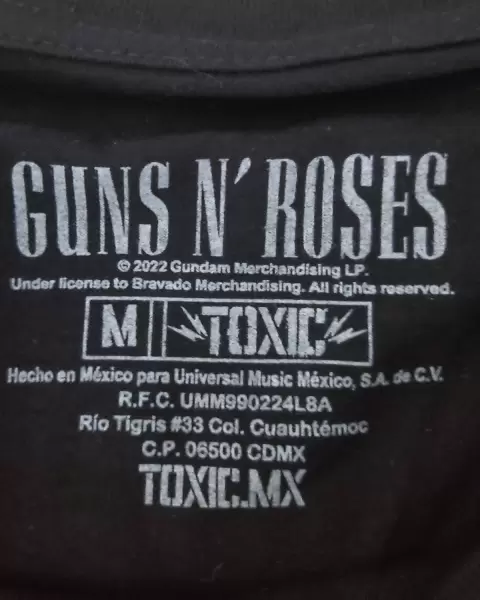 GUNS N' ROSES
© 2022 Gundam Merchandising LP.
Under license to Bravado Merchandising. All rights reserved.
M TOXIC
Hecho en México para Universal Music México, S.A. de C.V.
R.F.C. UMM990224L8A
Río Tigris #33 Col. Cuauhtémoc
C.P. 06500 CDMX
TOXIC.MX